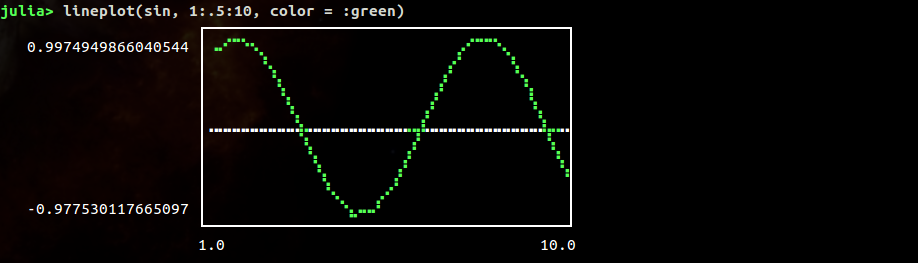 julia> lineplot(sin, 1:.5:10, color = :green)
0.9974949866040544
-0.977530117665097
1.0 10.0